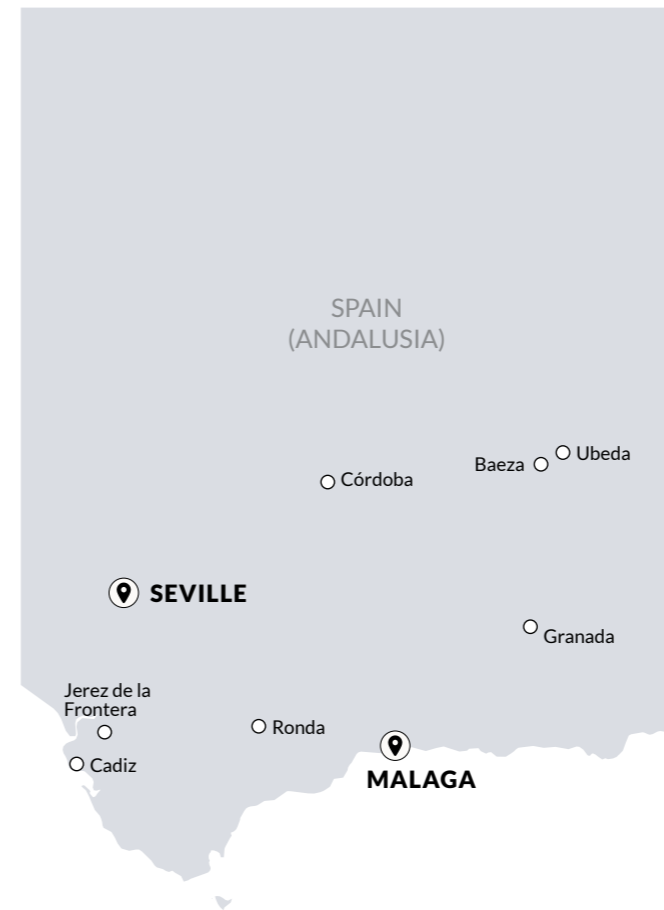 SPAIN
(ANDALUSIA)
Ubeda
Baeza
Córdoba
SEVILLE
Granada
Jerez de la
Frontera
Ronda
Cadiz
MALAGA